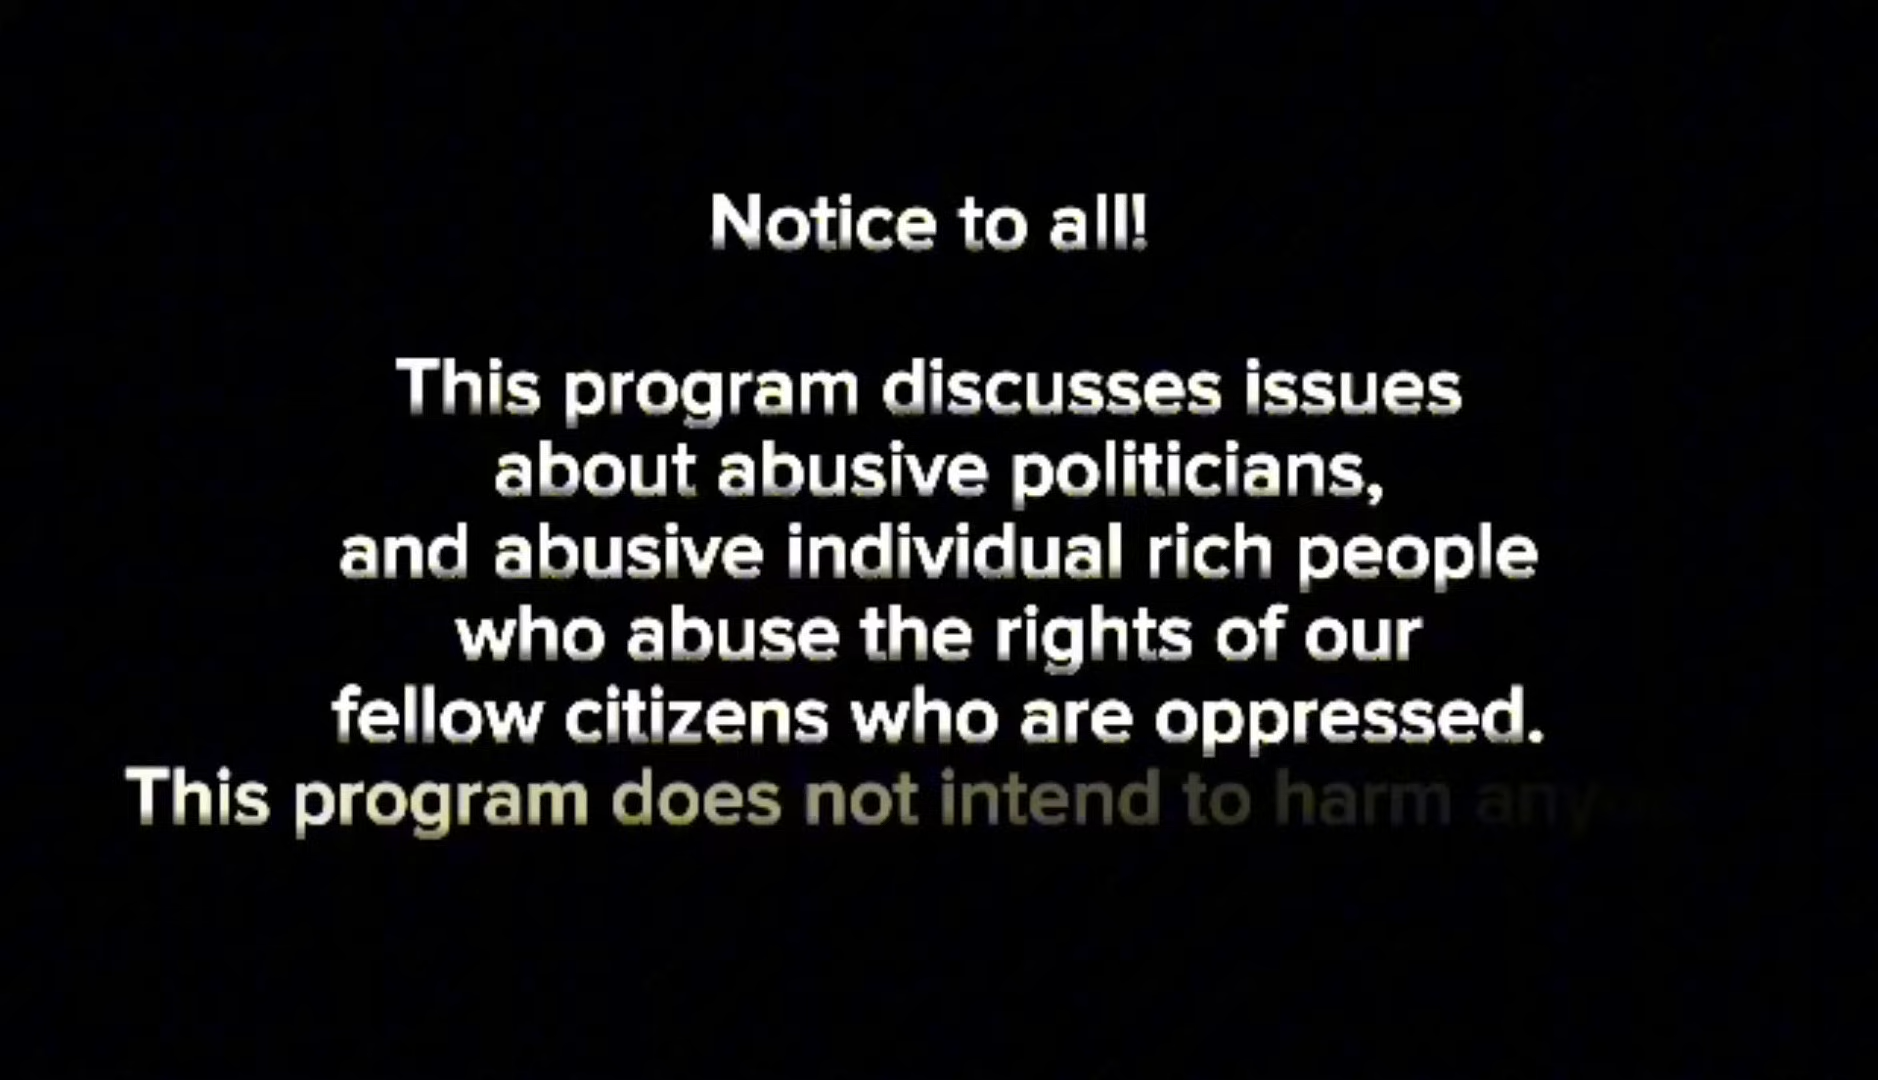 Notice to all!
This program discusses issues
about abusive politicians,
and abusive individual rich people
who abuse the rights of our
fellow citizens who are oppressed.
This program does not intend to harm